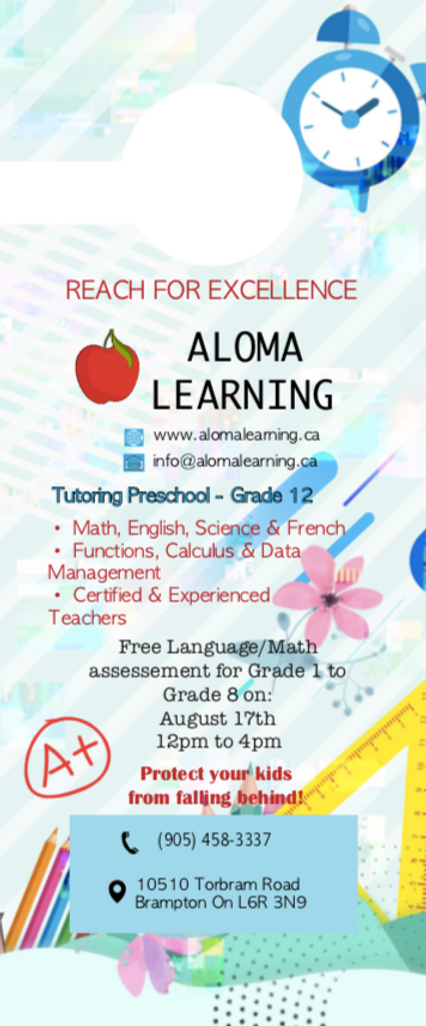 REACH FOR EXCELLENCE
ALOMA
LEARNING
www.alomalearning.ca
info@alomalearning.ca
Tutoring Preschool - Grade 12
• Math, English, Science & French
• Functions, Calculus & Data
Management
• Certified & Experienced
Teachers
Free Language/Math
assessement for Grade 1 to
Grade 8 on:
August 17th
12pm to 4pm
A+
Protect your kids
from falling behind!
(905) 458-3337
10510 Torbram Road
Brampton On L6R 3N9